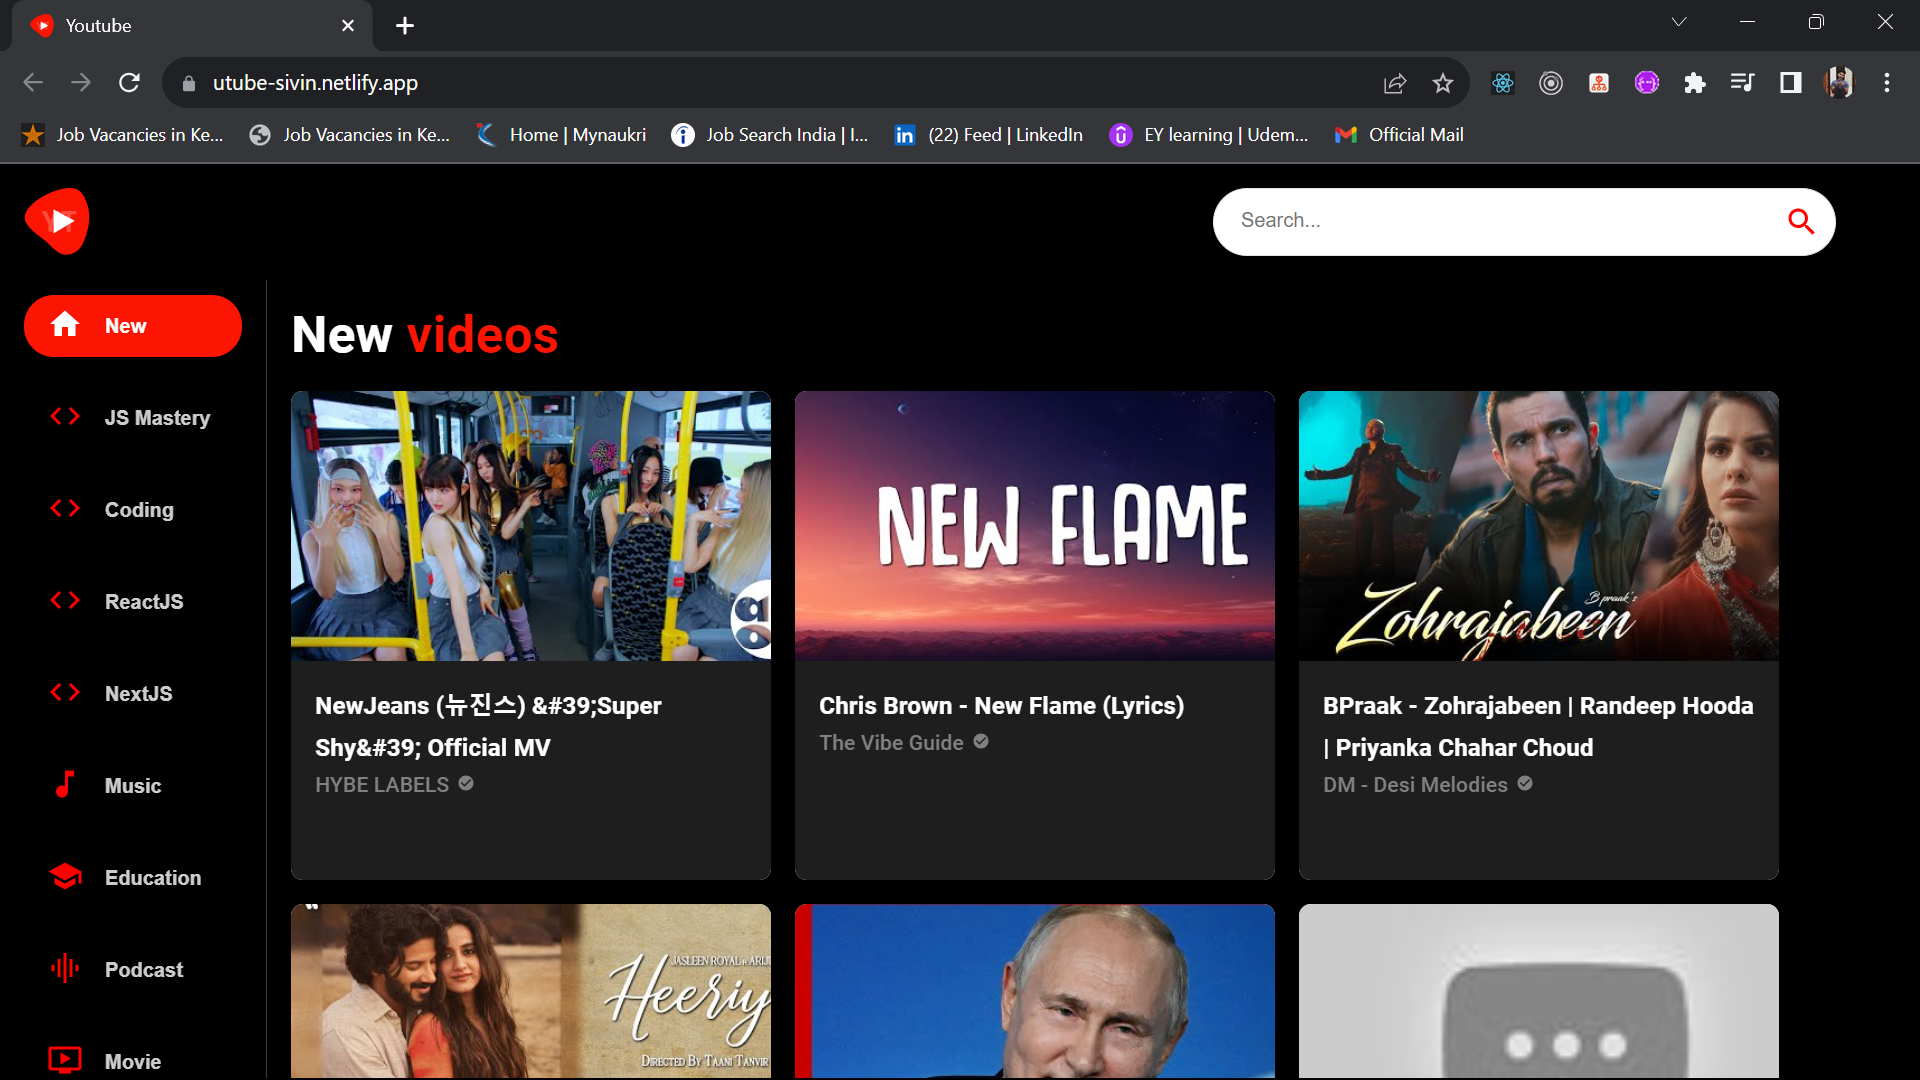 Youtube
utube-sivin.netlify.app
Job Vacancies in Ke...
Job Vacancies in Ke...
Home | Mynaukri
Job Search India | I...
(22) Feed | LinkedIn
EY learning | Udem...
Official Mail
Search...
New
JS Mastery
Coding
ReactJS
NextJS
Music
Education
Podcast
Movie
New videos
NEW FLAME
B praak's
Zohrajabeen
NewJeans (뉴진스) &#39;Super
Shy&#39; Official MV
HYBE LABELS
Chris Brown - New Flame (Lyrics)
The Vibe Guide
BPraak - Zohrajabeen | Randeep Hooda
| Priyanka Chahar Choud
DM - Desi Melodies
JASLEEN ROYAL
Heeriy
DIRECTED BY TAANI TANVIR